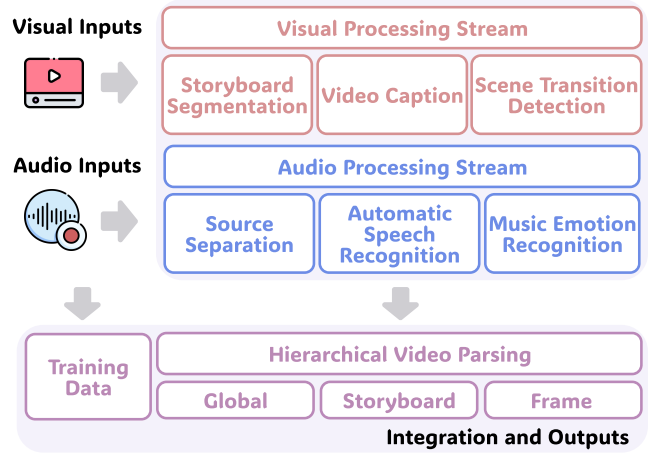 Visual Inputs
Visual Processing Stream
Storyboard
Segmentation
Video Caption
Scene Transition
Detection
Audio Inputs
Audio Processing Stream
Source
Separation
Automatic
Speech
Recognition
Music Emotion
Recognition
Training
Data
Hierarchical Video Parsing
Global
Storyboard
Frame
Integration and Outputs